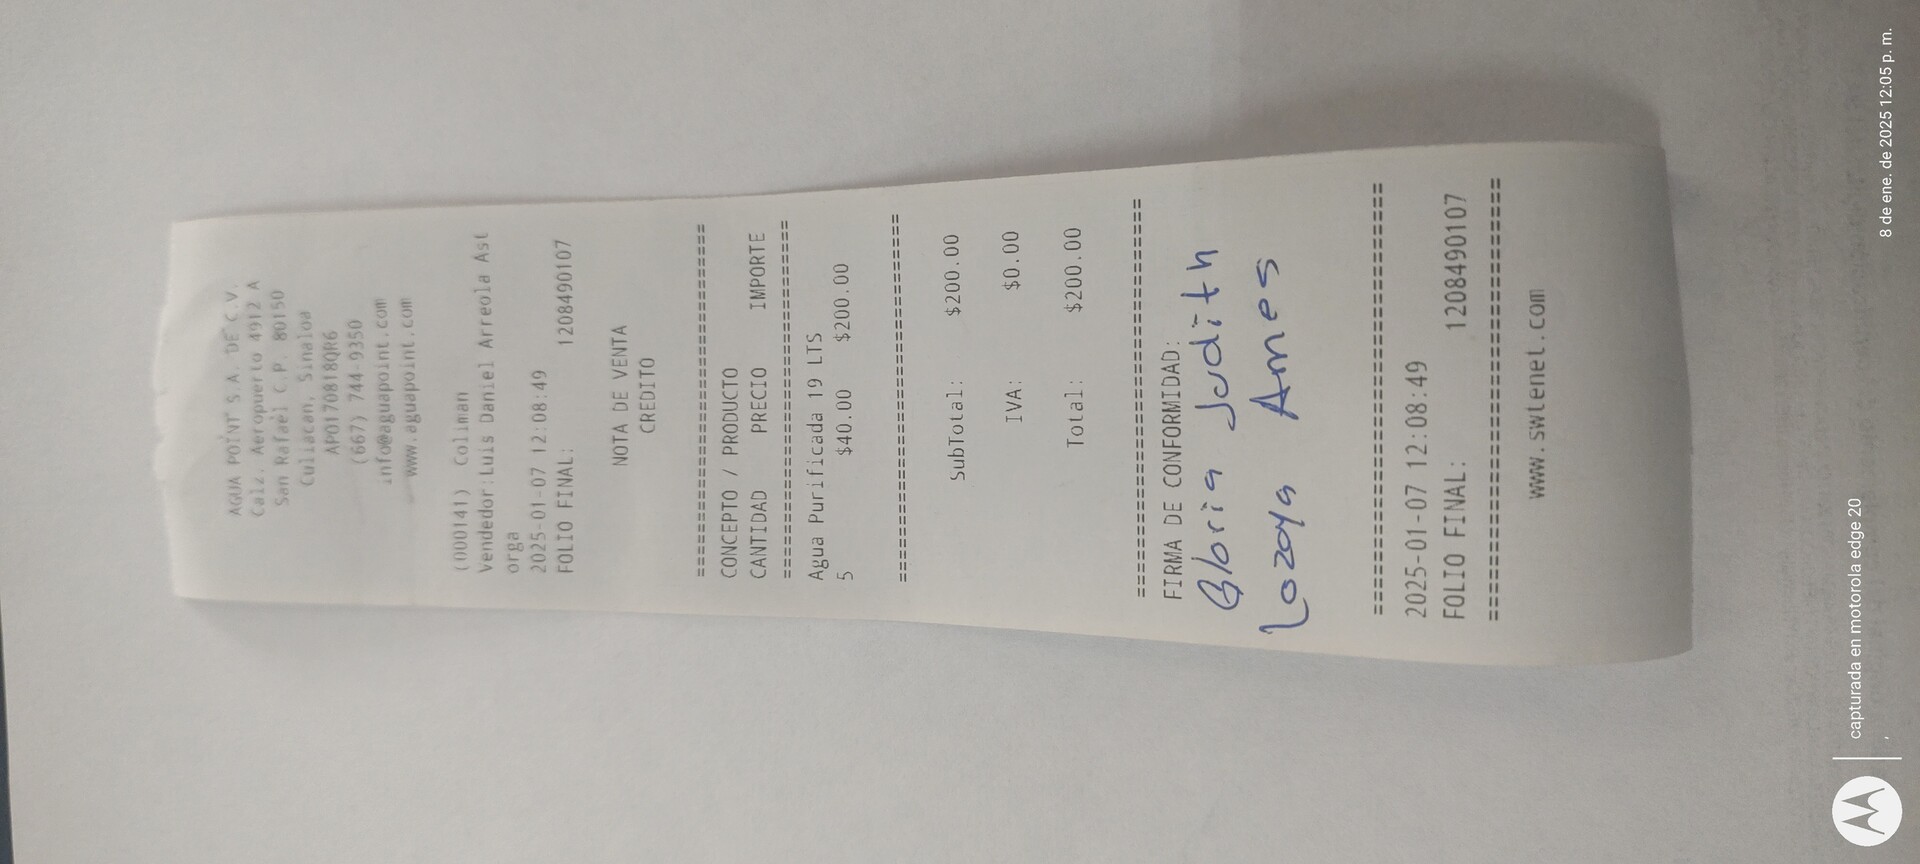 AGUA POINT S.A. DE C.V.
Calz. Aeropuerto 4912 A
San Rafael C.P. 80150
Culiacan, Sinaloa
APO170818QR6
(667) 744-9350
info@aguapoint.com
www.aguapoint.com
(000141) Coliman
Vendedor:Luis Daniel Arreola Ast
orga
2025-01-07 12:08:49
FOLIO FINAL: 1208490107
NOTA DE VENTA
CREDITO
================================
CONCEPTO / PRODUCTO
CANTIDAD PRECIO IMPORTE
================================
Agua Purificada 19 LTS
5 $40.00 $200.00
================================
SubTotal: $200.00
IVA: $0.00
Total: $200.00
================================
FIRMA DE CONFORMIDAD:
Gloria Judith
Lozoya Ames
================================
2025-01-07 12:08:49
FOLIO FINAL: 1208490107
================================
www.swtenet.com
capturada en motorola edge 20
8 de ene. de 2025 12:05 p. m.